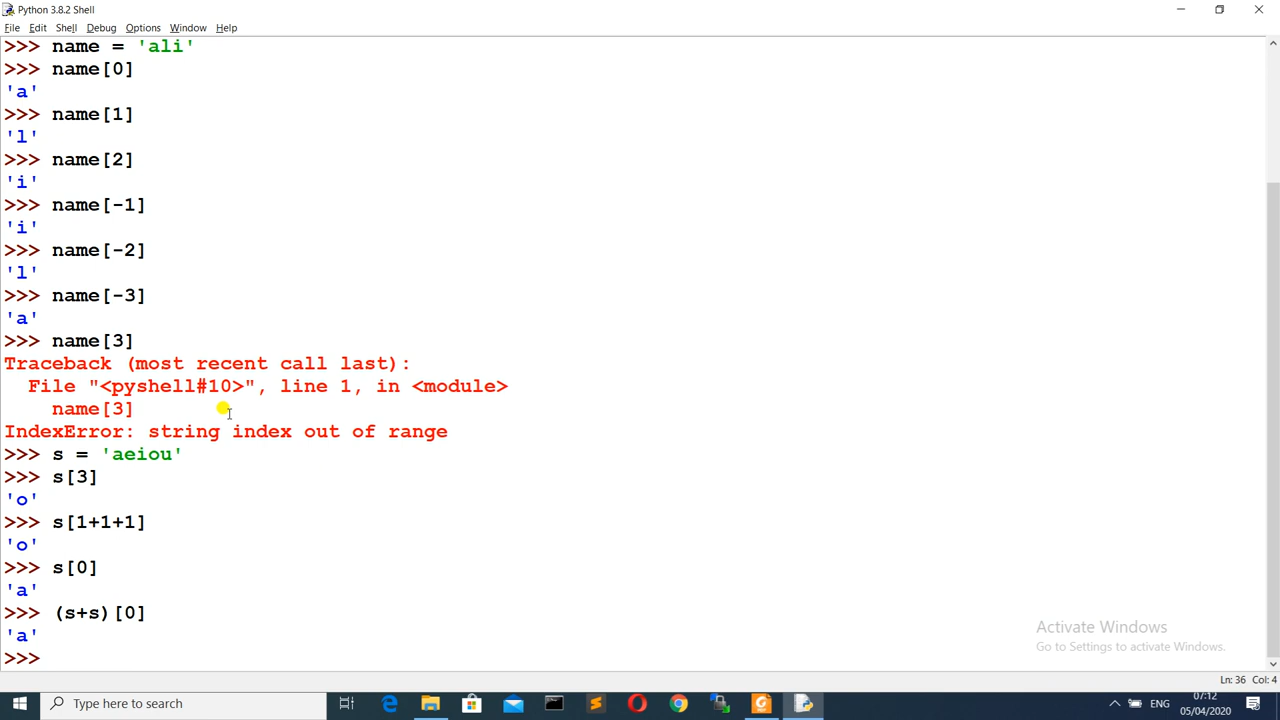 Python 3.8.2 Shell
File Edit Shell Debug Options Window Help
>>> name = 'ali'
>>> name[0]
'a'
>>> name[1]
'l'
>>> name[2]
'i'
>>> name[-1]
'i'
>>> name[-2]
'l'
>>> name[-3]
'a'
>>> name[3]
Traceback (most recent call last):
  File "<pyshell#10>", line 1, in <module>
    name[3]
IndexError: string index out of range
>>> s = 'aeiou'
>>> s[3]
'o'
>>> s[1+1+1]
'o'
>>> s[0]
'a'
>>> (s+s)[0]
'a'
>>>
Activate Windows
Go to Settings to activate Windows.
Ln: 36 Col: 4
Type here to search
ENG
07:12
05/04/2020